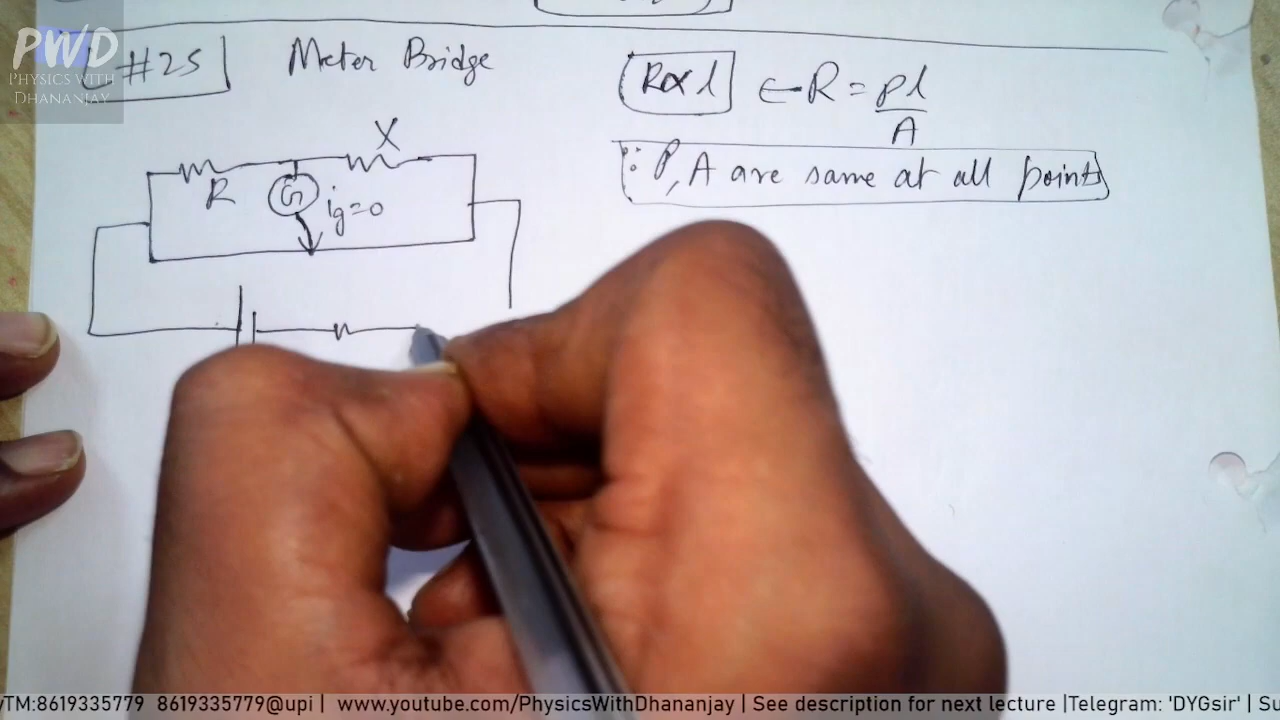 PWD
PHYSICS WITH
DHANANJAY
#25
Meter Bridge
R∝l ← R = ρl
A
∵ ρ, A are same at all points
X
R
G
ig=0
yTM:8619335779 8619335779@upi | www.youtube.com/PhysicsWithDhananjay | See description for next lecture |Telegram: 'DYGsir' | Su